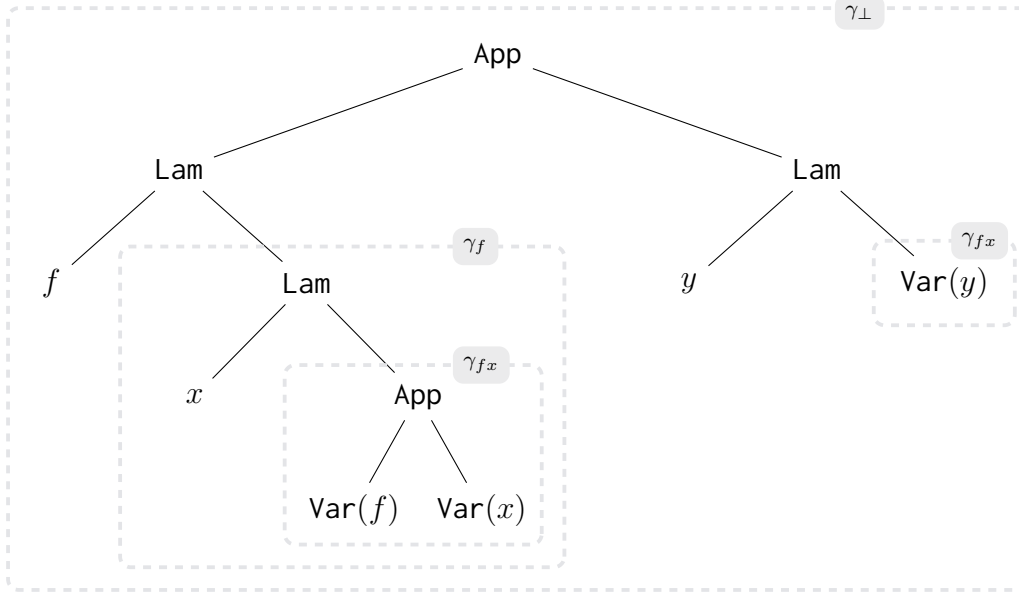 γ⊥
App
Lam Lam
γf γfx
f Lam y Var(y)
γfx
x App
Var(f) Var(x)